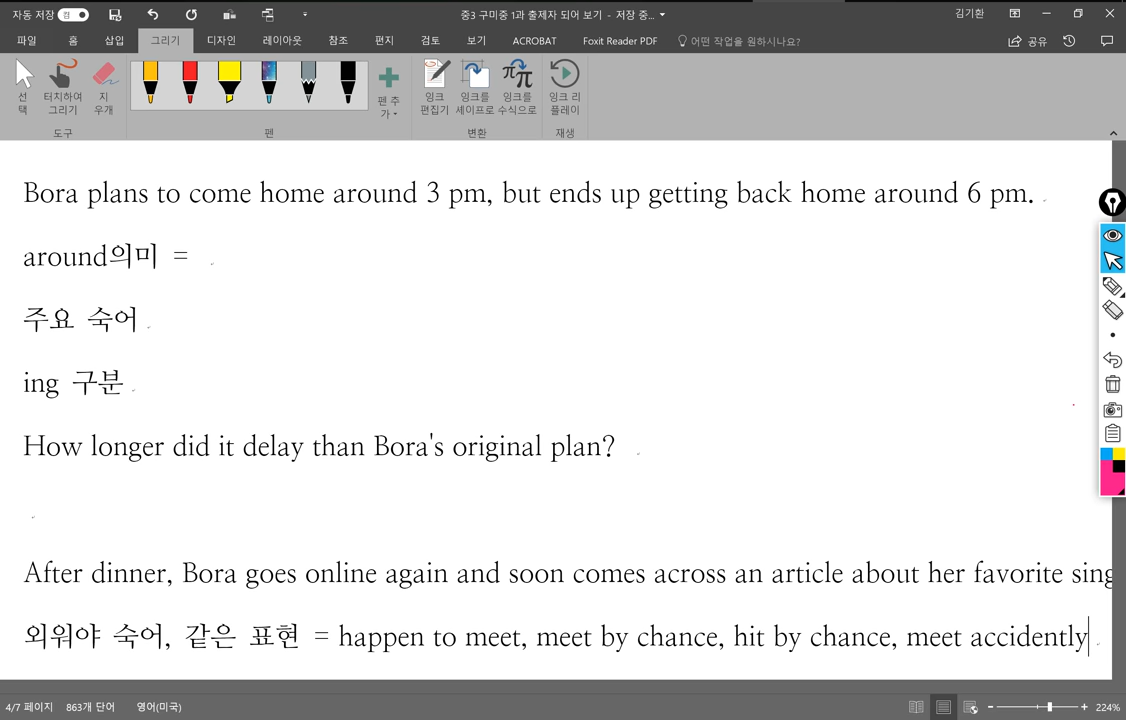 자동 저장 켬 중3 구미중 1과 출제자 되어 보기 - 저장 중... 김기환
파일 홈 삽입 그리기 디자인 레이아웃 참조 편지 검토 보기 ACROBAT Foxit Reader PDF 어떤 작업을 원하시나요? 공유
선택 터치하여 그리기 지우개 펜 추가 잉크 편집기 잉크를 셰이프로 잉크를 수식으로 잉크 리플레이
도구 펜 변환 재생
Bora plans to come home around 3 pm, but ends up getting back home around 6 pm.
around의미 =
주요 숙어
ing 구분
How longer did it delay than Bora's original plan?
After dinner, Bora goes online again and soon comes across an article about her favorite sing
외워야 숙어, 같은 표현 = happen to meet, meet by chance, hit by chance, meet accidently
4/7 페이지 863개 단어 영어(미국) 224%